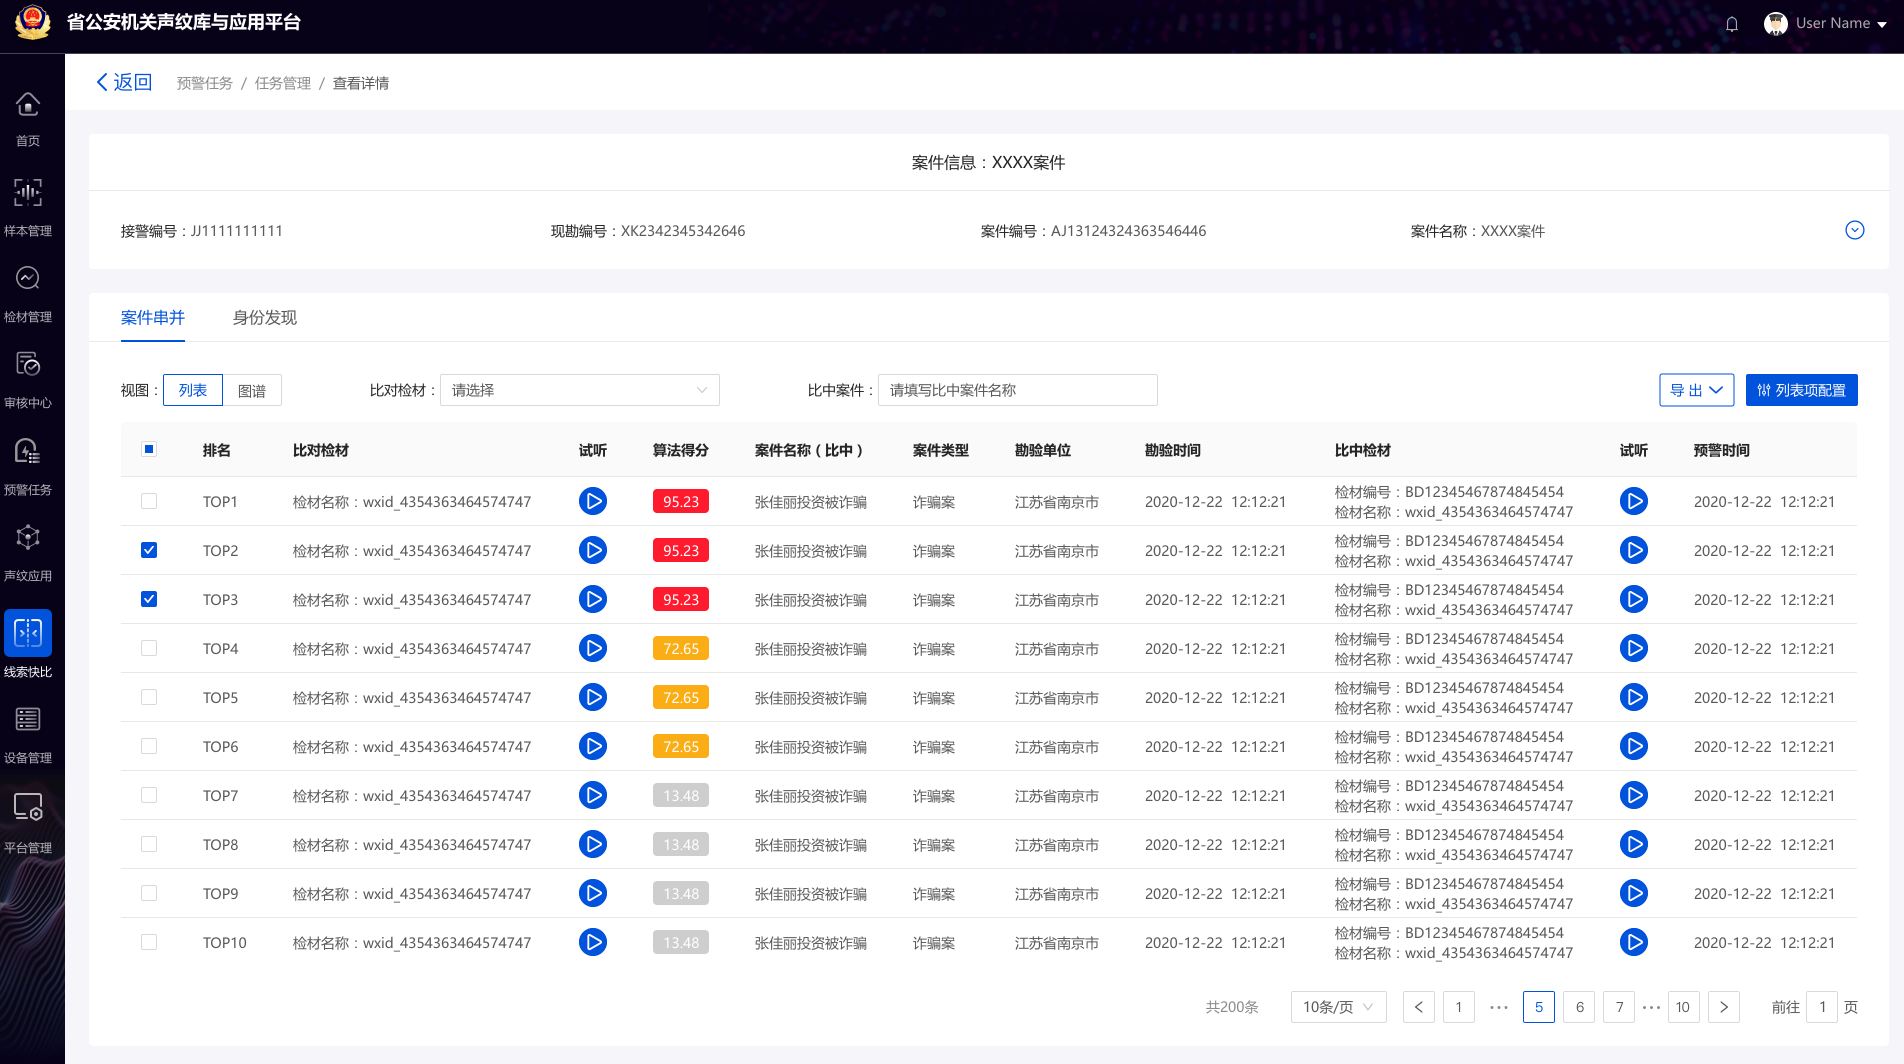 省公安机关声纹库与应用平台
User Name
首页
样本管理
检材管理
审核中心
预警任务
声纹应用
线索快比
设备管理
平台管理
返回 预警任务 / 任务管理 / 查看详情
案件信息：XXXX案件
接警编号：JJ1111111111 现勘编号：XK2342345342646 案件编号：AJ13124324363546446 案件名称：XXXX案件
案件串并 身份发现
视图： 列表 图谱 比对检材： 请选择 比中案件： 请填写比中案件名称 导 出 列表项配置
排名 比对检材 试听 算法得分 案件名称（比中） 案件类型 勘验单位 勘验时间 比中检材 试听 预警时间
TOP1 检材名称：wxid_4354363464574747 95.23 张佳丽投资被诈骗 诈骗案 江苏省南京市 2020-12-22 12:12:21 检材编号：BD12345467874845454 2020-12-22 12:12:21
检材名称：wxid_4354363464574747
TOP2 检材名称：wxid_4354363464574747 95.23 张佳丽投资被诈骗 诈骗案 江苏省南京市 2020-12-22 12:12:21 检材编号：BD12345467874845454 2020-12-22 12:12:21
检材名称：wxid_4354363464574747
TOP3 检材名称：wxid_4354363464574747 95.23 张佳丽投资被诈骗 诈骗案 江苏省南京市 2020-12-22 12:12:21 检材编号：BD12345467874845454 2020-12-22 12:12:21
检材名称：wxid_4354363464574747
TOP4 检材名称：wxid_4354363464574747 72.65 张佳丽投资被诈骗 诈骗案 江苏省南京市 2020-12-22 12:12:21 检材编号：BD12345467874845454 2020-12-22 12:12:21
检材名称：wxid_4354363464574747
TOP5 检材名称：wxid_4354363464574747 72.65 张佳丽投资被诈骗 诈骗案 江苏省南京市 2020-12-22 12:12:21 检材编号：BD12345467874845454 2020-12-22 12:12:21
检材名称：wxid_4354363464574747
TOP6 检材名称：wxid_4354363464574747 72.65 张佳丽投资被诈骗 诈骗案 江苏省南京市 2020-12-22 12:12:21 检材编号：BD12345467874845454 2020-12-22 12:12:21
检材名称：wxid_4354363464574747
TOP7 检材名称：wxid_4354363464574747 13.48 张佳丽投资被诈骗 诈骗案 江苏省南京市 2020-12-22 12:12:21 检材编号：BD12345467874845454 2020-12-22 12:12:21
检材名称：wxid_4354363464574747
TOP8 检材名称：wxid_4354363464574747 13.48 张佳丽投资被诈骗 诈骗案 江苏省南京市 2020-12-22 12:12:21 检材编号：BD12345467874845454 2020-12-22 12:12:21
检材名称：wxid_4354363464574747
TOP9 检材名称：wxid_4354363464574747 13.48 张佳丽投资被诈骗 诈骗案 江苏省南京市 2020-12-22 12:12:21 检材编号：BD12345467874845454 2020-12-22 12:12:21
检材名称：wxid_4354363464574747
TOP10 检材名称：wxid_4354363464574747 13.48 张佳丽投资被诈骗 诈骗案 江苏省南京市 2020-12-22 12:12:21 检材编号：BD12345467874845454 2020-12-22 12:12:21
检材名称：wxid_4354363464574747
共200条 10条/页 < 1 ··· 5 6 7 ··· 10 > 前往 1 页